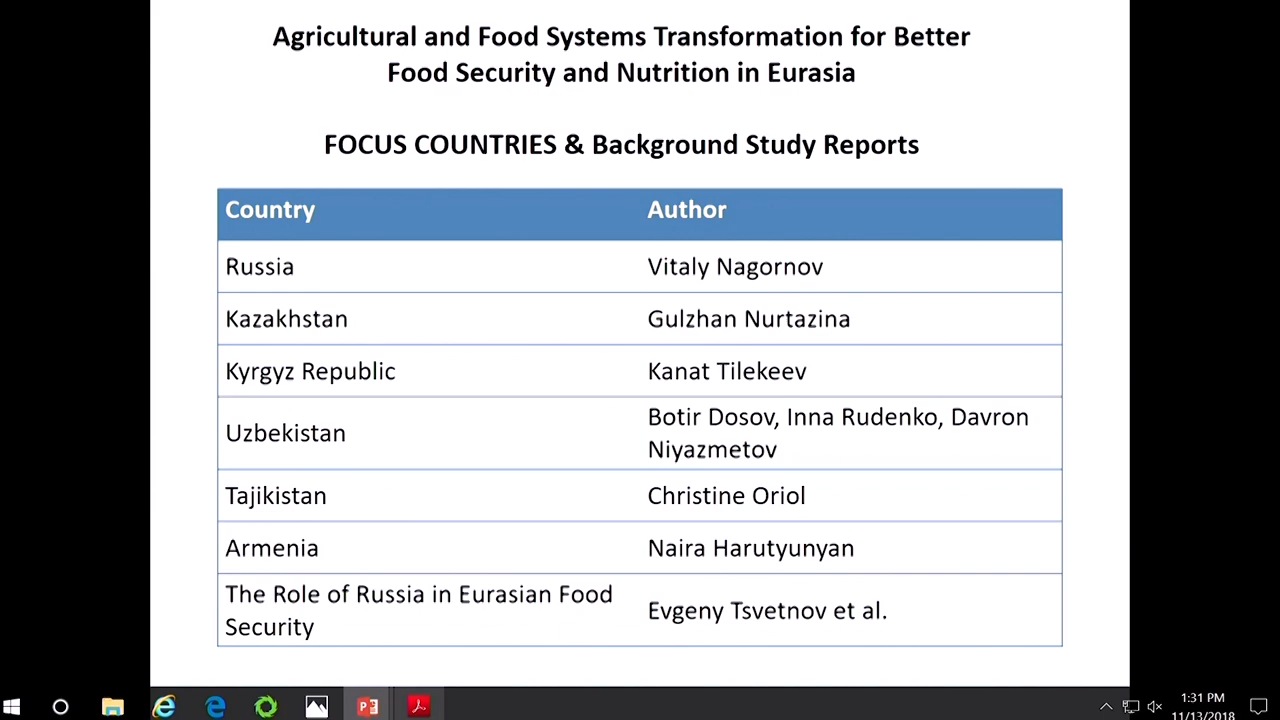 Agricultural and Food Systems Transformation for Better
Food Security and Nutrition in Eurasia
FOCUS COUNTRIES & Background Study Reports
Country Author
Russia Vitaly Nagornov
Kazakhstan Gulzhan Nurtazina
Kyrgyz Republic Kanat Tilekeev
Uzbekistan Botir Dosov, Inna Rudenko, Davron
Niyazmetov
Tajikistan Christine Oriol
Armenia Naira Harutyunyan
The Role of Russia in Eurasian Food
Security Evgeny Tsvetnov et al.
1:31 PM
11/13/2018